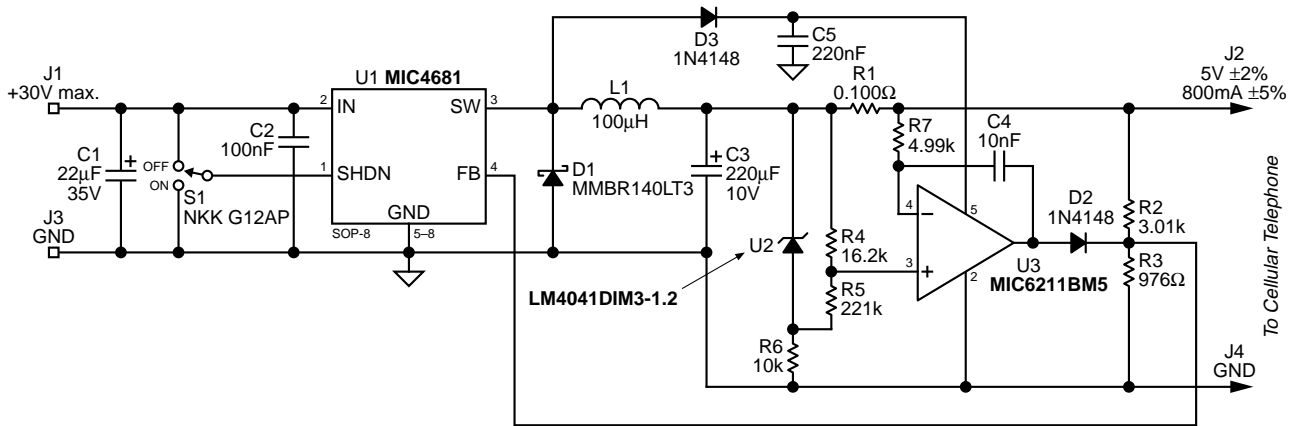 J1
+30V max.
C1
22µF
35V
OFF
ON
S1
NKK G12AP
J3
GND
C2
100nF
U1 MIC4681
2
IN
SW
3
1
SHDN
FB
4
GND
SOP-8
5–8
D3
1N4148
C5
220nF
L1
100µH
D1
MMBR140LT3
C3
220µF
10V
U2
LM4041DIM3-1.2
R4
16.2k
R5
221k
R6
10k
R1
0.100Ω
R7
4.99k
C4
10nF
4
5
3
2
U3
MIC6211BM5
D2
1N4148
R2
3.01k
R3
976Ω
J2
5V ±2%
800mA ±5%
J4
GND
To Cellular Telephone